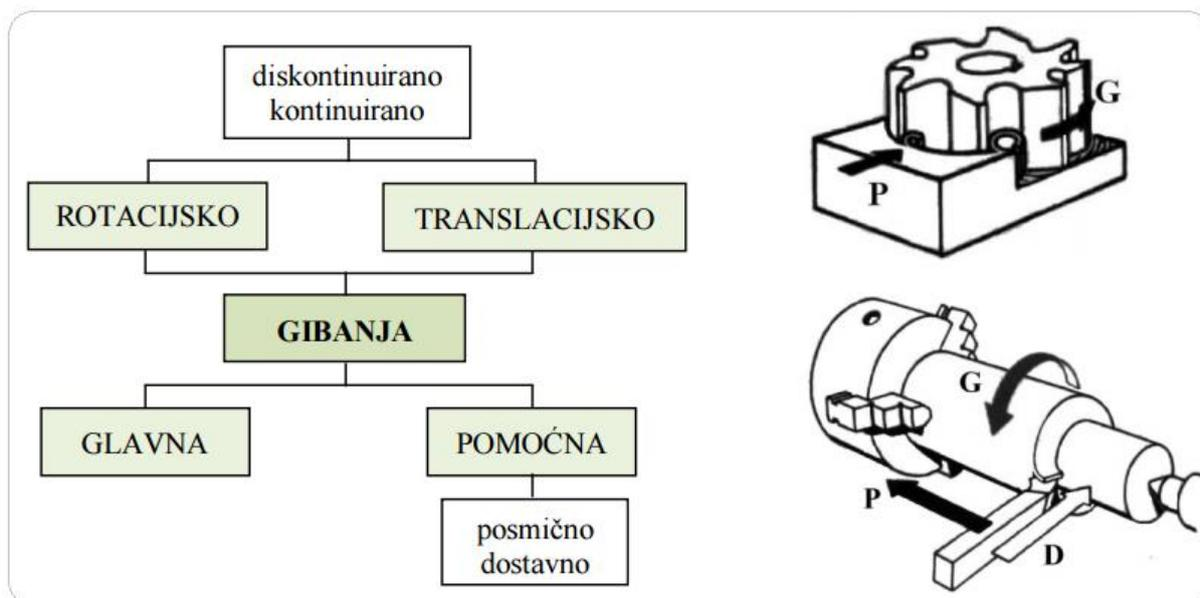 diskontinuirano
kontinuirano
ROTACIJSKO
TRANSLACIJSKO
GIBANJA
GLAVNA
POMOĆNA
posmično
dostavno
G
P
G
P
D